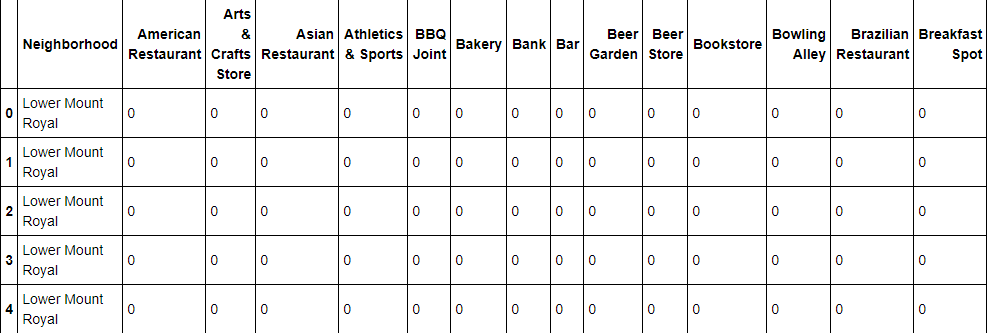 Neighborhood American Restaurant Arts & Crafts Store Asian Restaurant Athletics & Sports BBQ Joint Bakery Bank Bar Beer Garden Beer Store Bookstore Bowling Alley Brazilian Restaurant Breakfast Spot
0 Lower Mount Royal 0 0 0 0 0 0 0 0 0 0 0 0 0 0
1 Lower Mount Royal 0 0 0 0 0 0 0 0 0 0 0 0 0 0
2 Lower Mount Royal 0 0 0 0 0 0 0 0 0 0 0 0 0 0
3 Lower Mount Royal 0 0 0 0 0 0 0 0 0 0 0 0 0 0
4 Lower Mount Royal 0 0 0 0 0 0 0 0 0 0 0 0 0 0